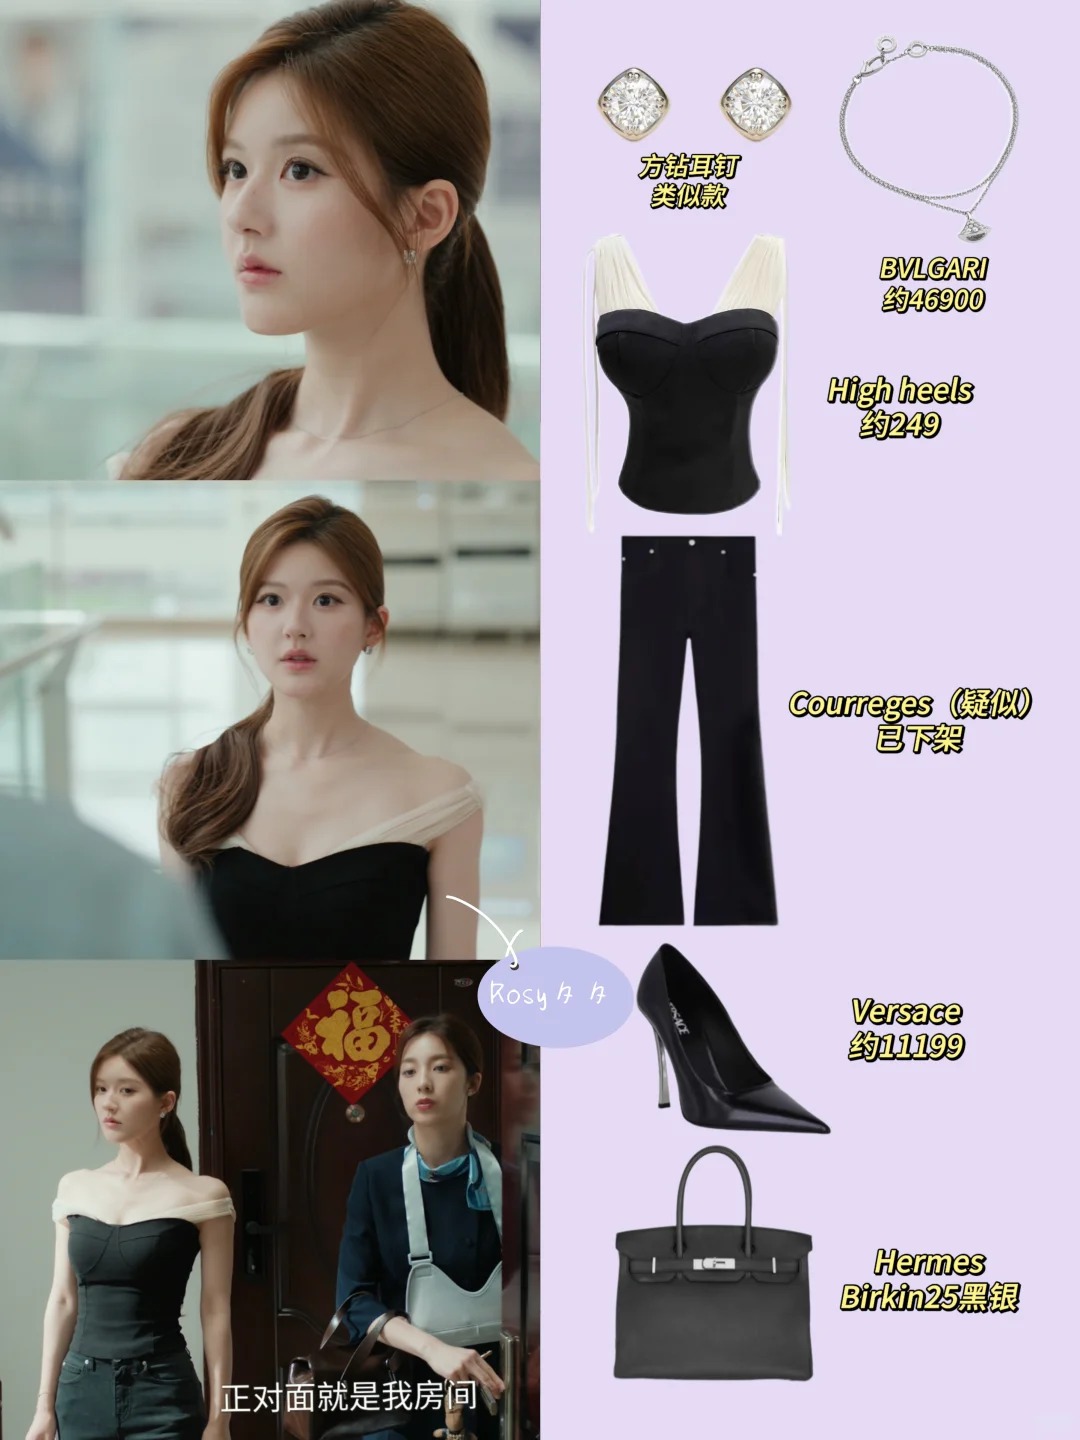 方钻耳钉
类似款
BVLGARI
约46900
High heels
约249
Courreges（疑似）
已下架
Rosy夕夕
福
Versace
约11199
VERSACE
Hermes
Birkin25黑银
正对面就是我房间